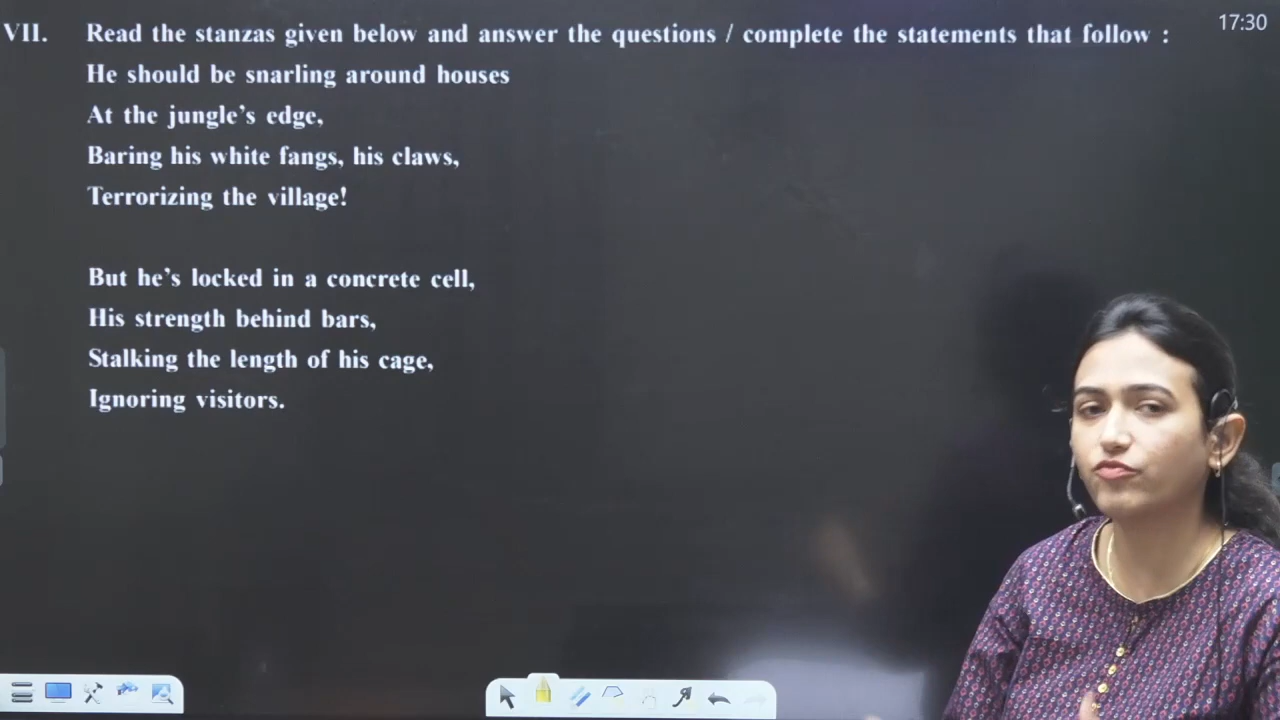 17:30
VII. Read the stanzas given below and answer the questions / complete the statements that follow :
He should be snarling around houses
At the jungle's edge,
Baring his white fangs, his claws,
Terrorizing the village!
But he's locked in a concrete cell,
His strength behind bars,
Stalking the length of his cage,
Ignoring visitors.